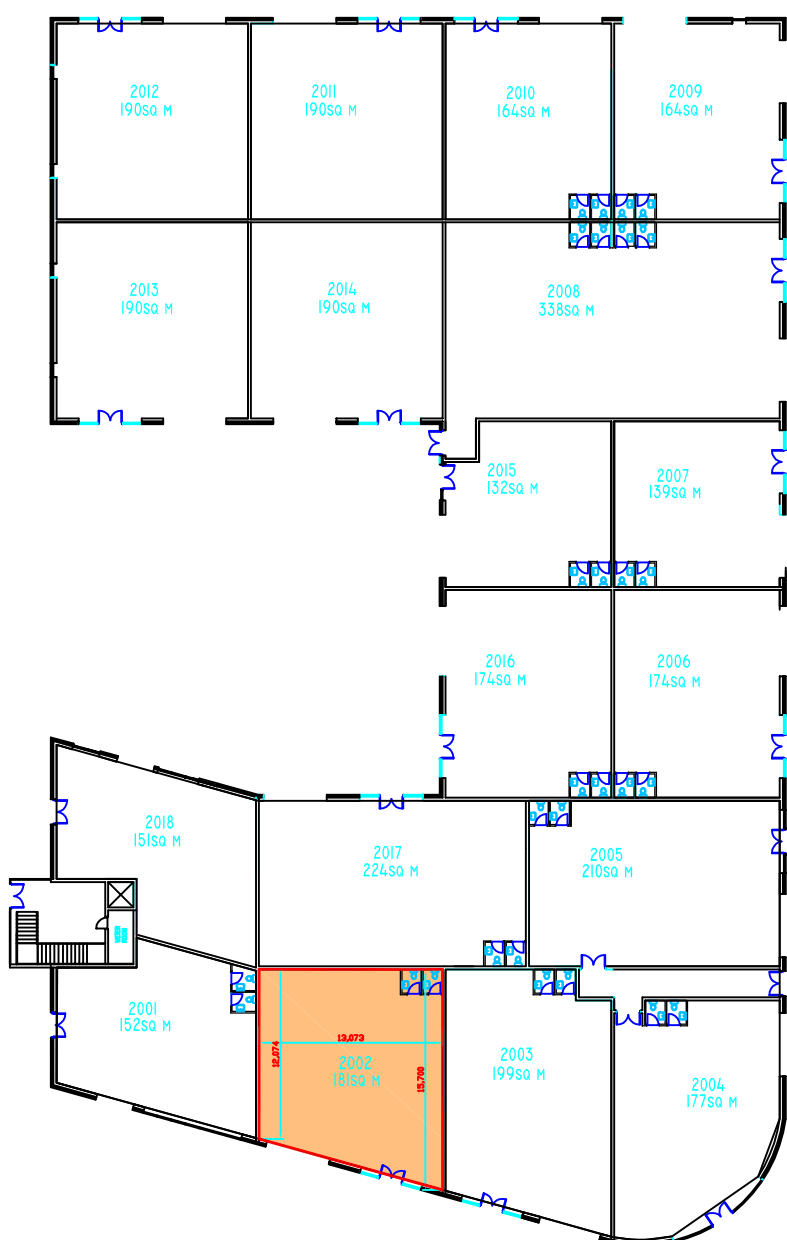 2012
190SQ M
2011
190SQ M
2010
164SQ M
2009
164SQ M
2013
190SQ M
2014
190SQ M
2008
338SQ M
2015
132SQ M
2007
139SQ M
2016
174SQ M
2006
174SQ M
2018
151SQ M
2017
224SQ M
2005
210SQ M
2001
152SQ M
13,073
12,074
2002
181SQ M
15,700
2003
199SQ M
2004
177SQ M